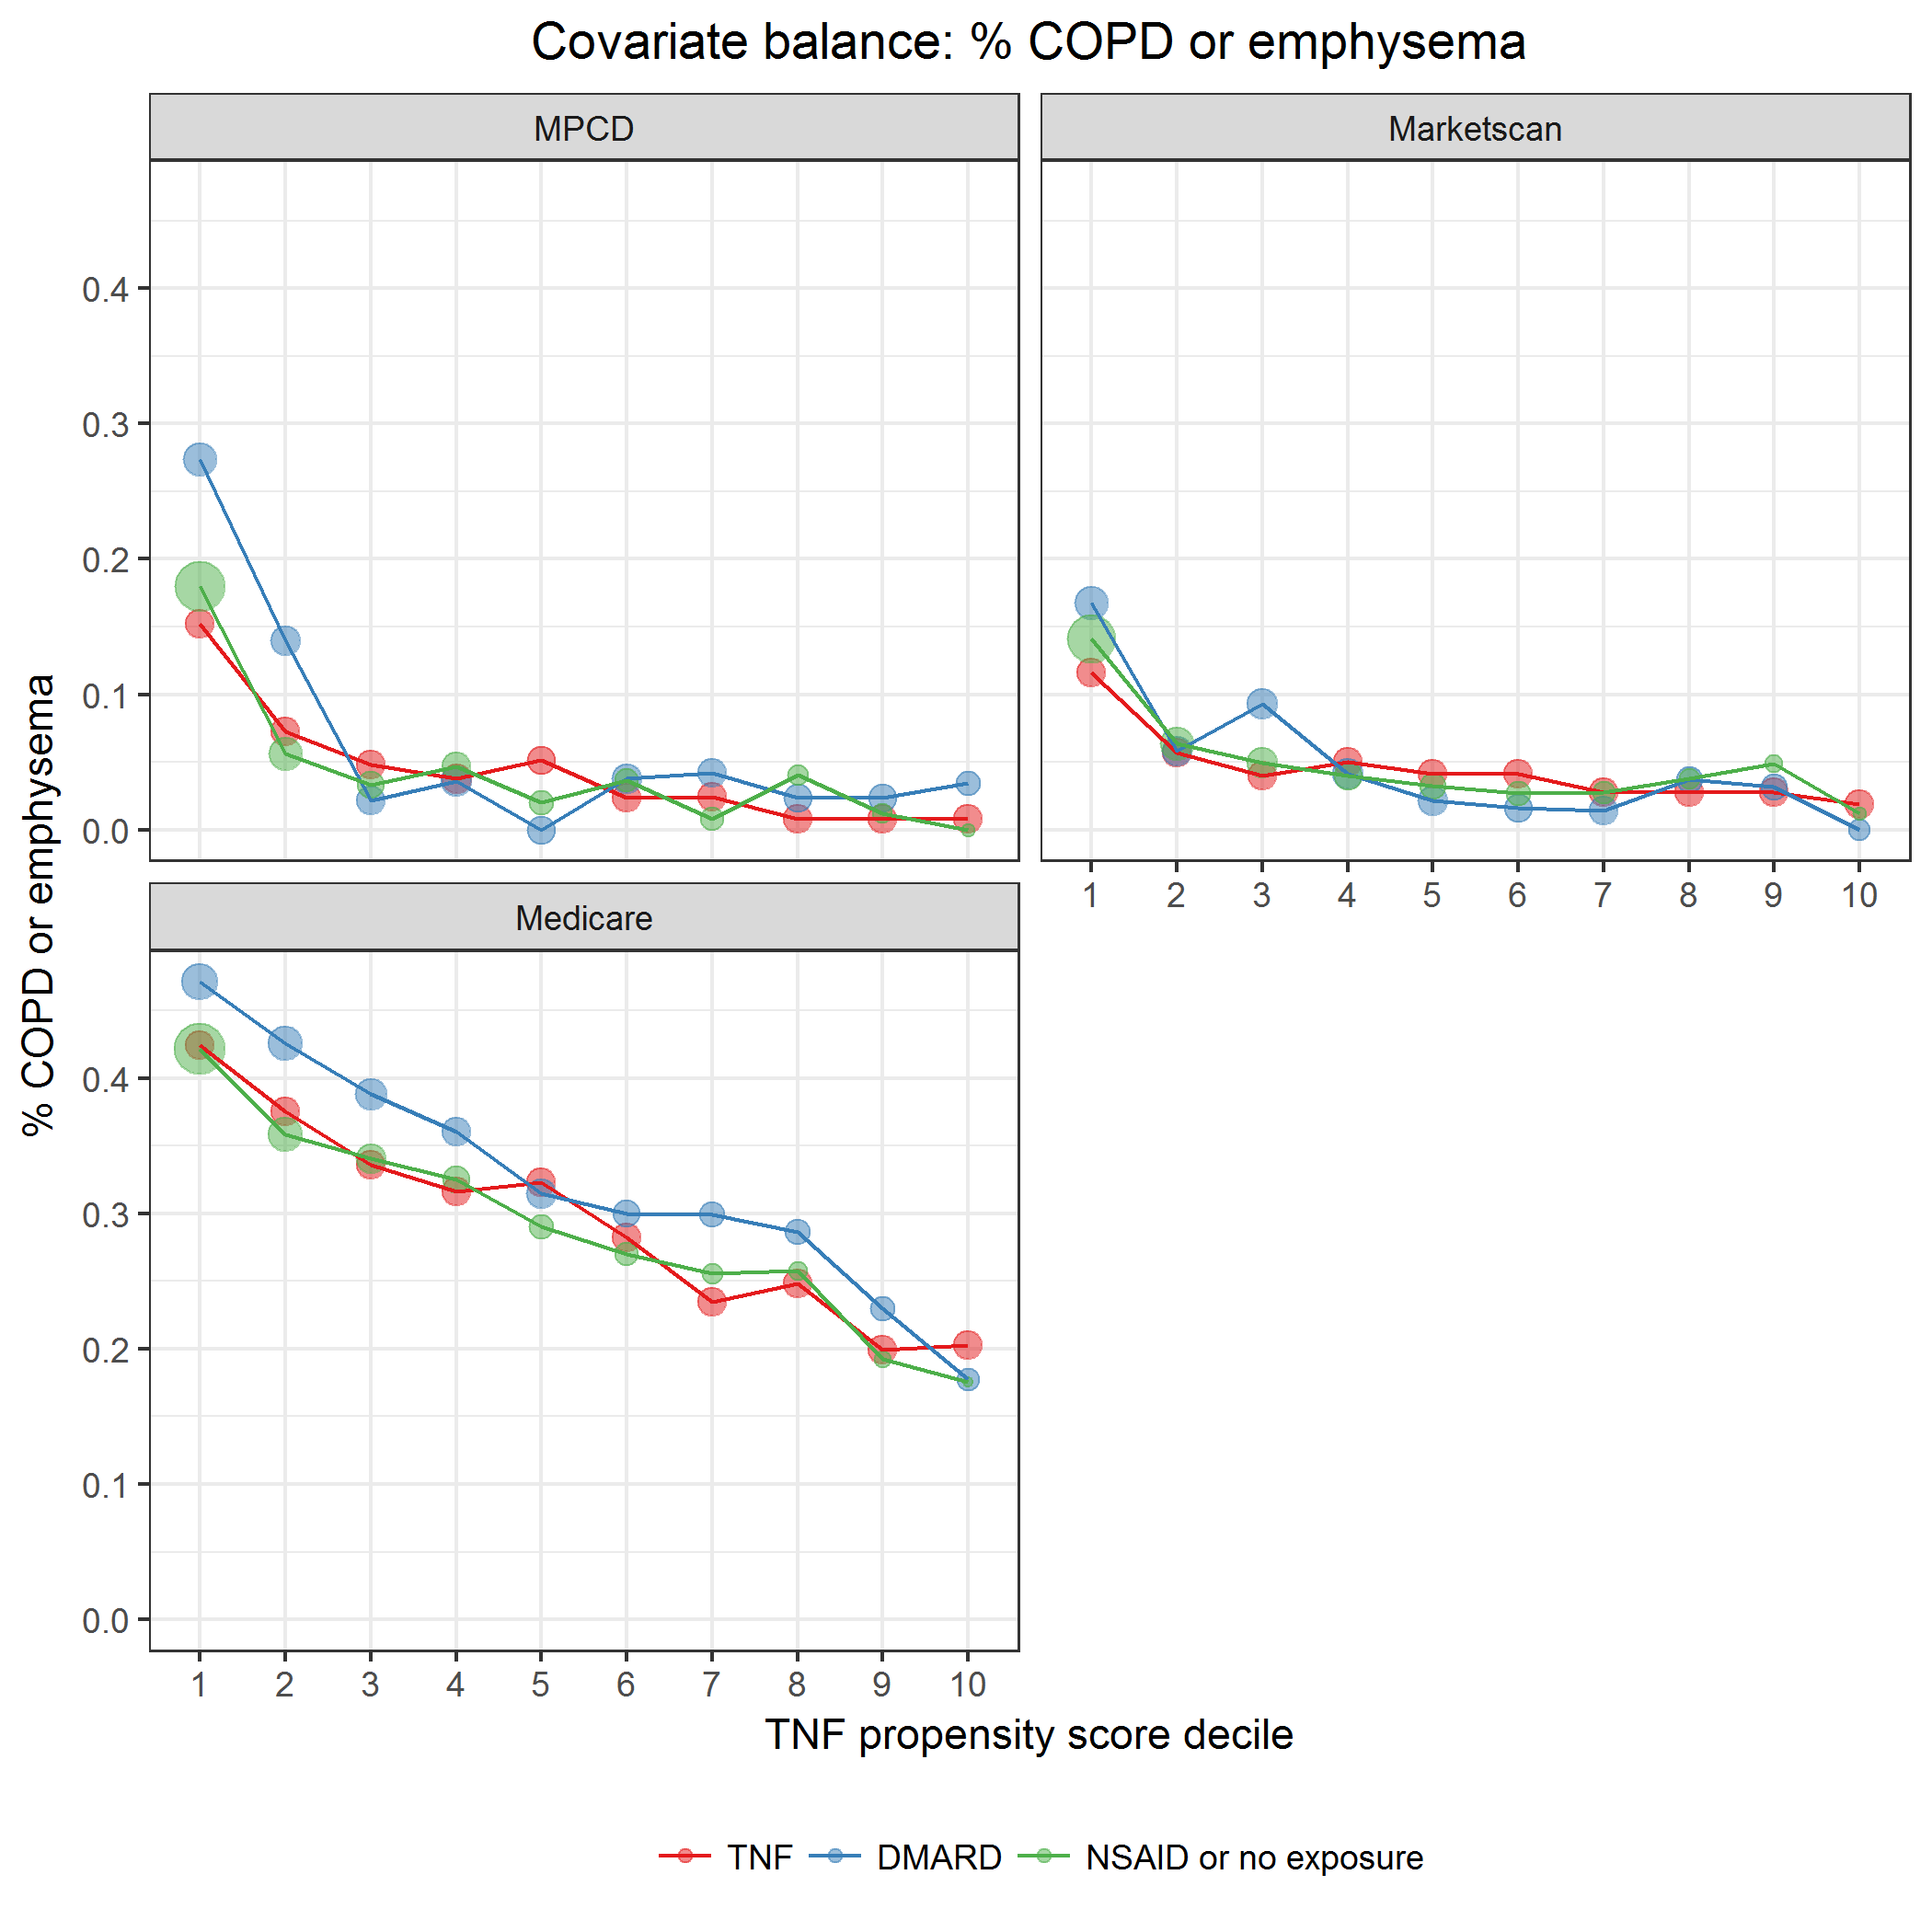 Covariate balance: % COPD or emphysema
MPCD
Marketscan
0.4
0.3
0.2
0.1
0.0
1 2 3 4 5 6 7 8 9 10
Medicare
0.4
0.3
0.2
0.1
0.0
1 2 3 4 5 6 7 8 9 10
% COPD or emphysema
TNF propensity score decile
TNF DMARD NSAID or no exposure